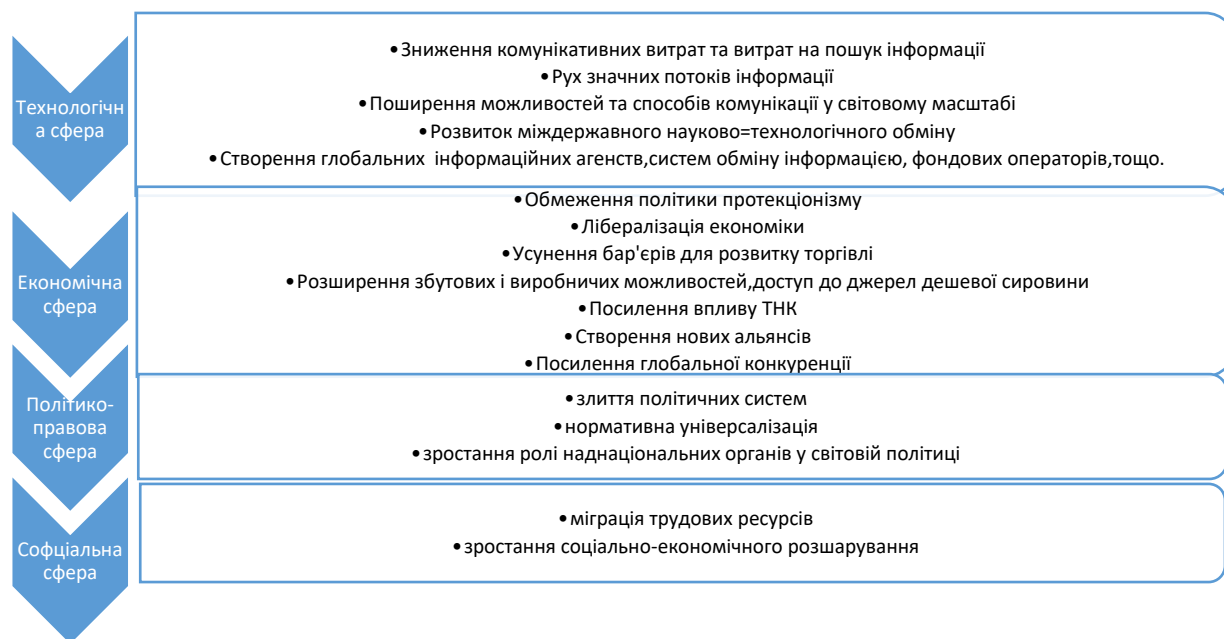 Технологічн
а сфера
•Зниження комунікативних витрат та витрат на пошук інформації
•Рух значних потоків інформації
•Поширення можливостей та способів комунікації у світовому масштабі
•Розвиток міждержавного науково=технологічного обміну
•Створення глобальних  інформаційних агенств,систем обміну інформацією, фондових операторів,тощо.
Економічна
сфера
•Обмеження політики протекціонізму
•Лібералізація економіки
•Усунення бар'єрів для розвитку торгівлі
•Розширення збутових і виробничих можливостей,доступ до джерел дешевої сировини
•Посилення впливу ТНК
•Створення нових альянсів
•Посилення глобальної конкуренції
Політико-
правова
сфера
•злиття політичних систем
•нормативна універсалізація
•зростання ролі наднаціональних органів у світовій політиці
Софціальна
сфера
•міграція трудових ресурсів
•зростання соціально-економічного розшарування